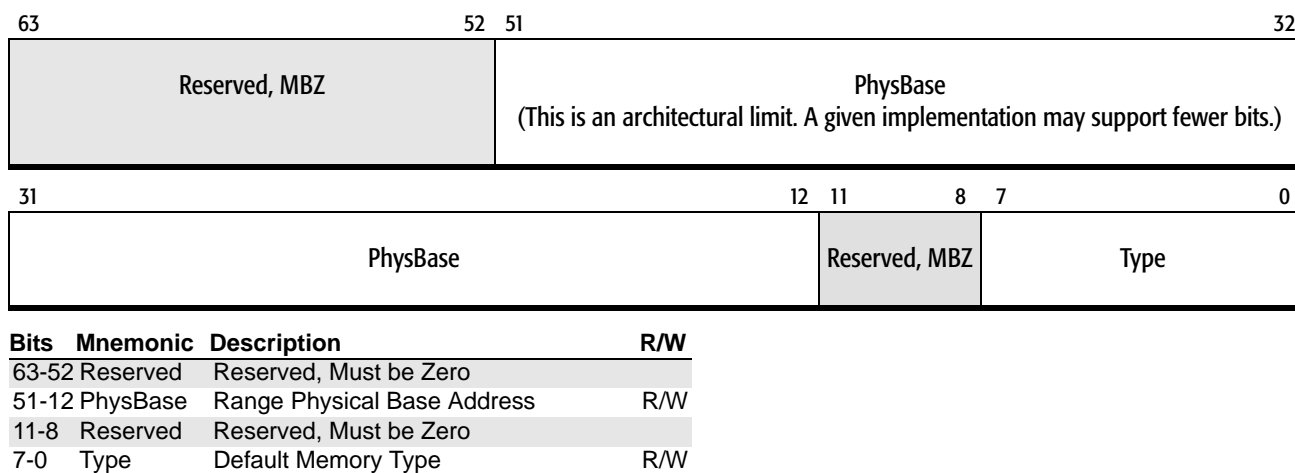 63 52 51 32
Reserved, MBZ PhysBase
(This is an architectural limit. A given implementation may support fewer bits.)
31 12 11 8 7 0
PhysBase Reserved, MBZ Type
Bits Mnemonic Description R/W
63-52 Reserved Reserved, Must be Zero
51-12 PhysBase Range Physical Base Address R/W
11-8 Reserved Reserved, Must be Zero
7-0 Type Default Memory Type R/W